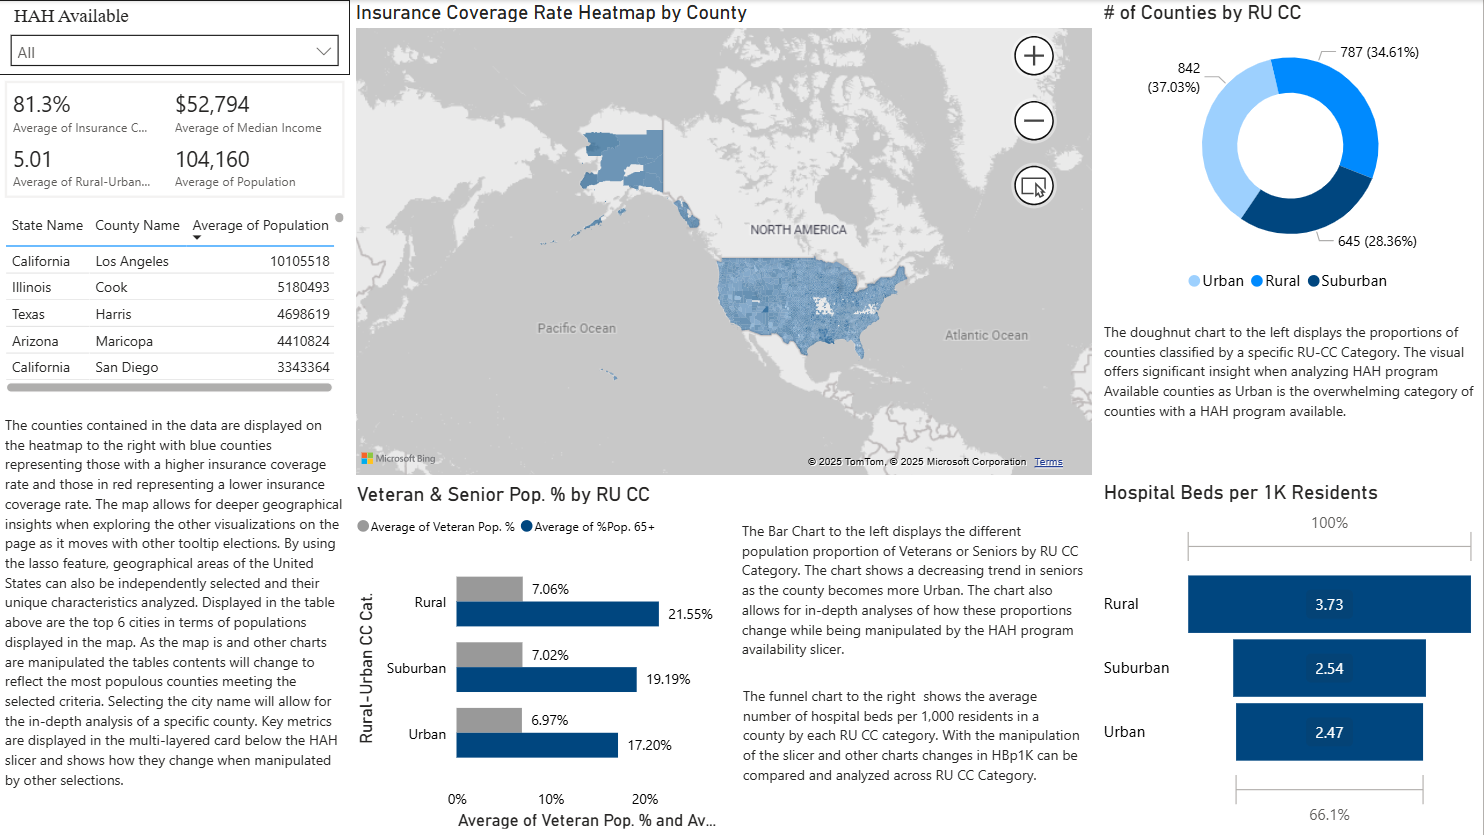 HAH Available
All
81.3%
Average of Insurance C...
$52,794
Average of Median Income
5.01
Average of Rural-Urban...
104,160
Average of Population
State Name County Name Average of Population
California Los Angeles 10105518
Illinois Cook 5180493
Texas Harris 4698619
Arizona Maricopa 4410824
California San Diego 3343364
The counties contained in the data are displayed on
the heatmap to the right with blue counties
representing those with a higher insurance coverage
rate and those in red representing a lower insurance
coverage rate. The map allows for deeper geographical
insights when exploring the other visualizations on the
page as it moves with other tooltip elections. By using
the lasso feature, geographical areas of the United
States can also be independently selected and their
unique characteristics analyzed. Displayed in the table
above are the top 6 cities in terms of populations
displayed in the map. As the map is and other charts
are manipulated the tables contents will change to
reflect the most populous counties meeting the
selected criteria. Selecting the city name will allow for
the in-depth analysis of a specific county. Key metrics
are displayed in the multi-layered card below the HAH
slicer and shows how they change when manipulated
by other selections.
Insurance Coverage Rate Heatmap by County
NORTH AMERICA
Pacific Ocean
Atlantic Ocean
Microsoft Bing
© 2025 TomTom, © 2025 Microsoft Corporation Terms
Veteran & Senior Pop. % by RU CC
Average of Veteran Pop. % Average of %Pop. 65+
Rural-Urban CC Cat.
Rural
7.06%
21.55%
Suburban
7.02%
19.19%
Urban
6.97%
17.20%
0% 10% 20%
Average of Veteran Pop. % and Av...
The Bar Chart to the left displays the different
population proportion of Veterans or Seniors by RU CC
Category. The chart shows a decreasing trend in seniors
as the county becomes more Urban. The chart also
allows for in-depth analyses of how these proportions
change while being manipulated by the HAH program
availability slicer.
The funnel chart to the right shows the average
number of hospital beds per 1,000 residents in a
county by each RU CC category. With the manipulation
of the slicer and other charts changes in HBp1K can be
compared and analyzed across RU CC Category.
# of Counties by RU CC
787 (34.61%)
842
(37.03%)
645 (28.36%)
Urban Rural Suburban
The doughnut chart to the left displays the proportions of
counties classified by a specific RU-CC Category. The visual
offers significant insight when analyzing HAH program
Available counties as Urban is the overwhelming category of
counties with a HAH program available.
Hospital Beds per 1K Residents
100%
Rural 3.73
Suburban 2.54
Urban 2.47
66.1%